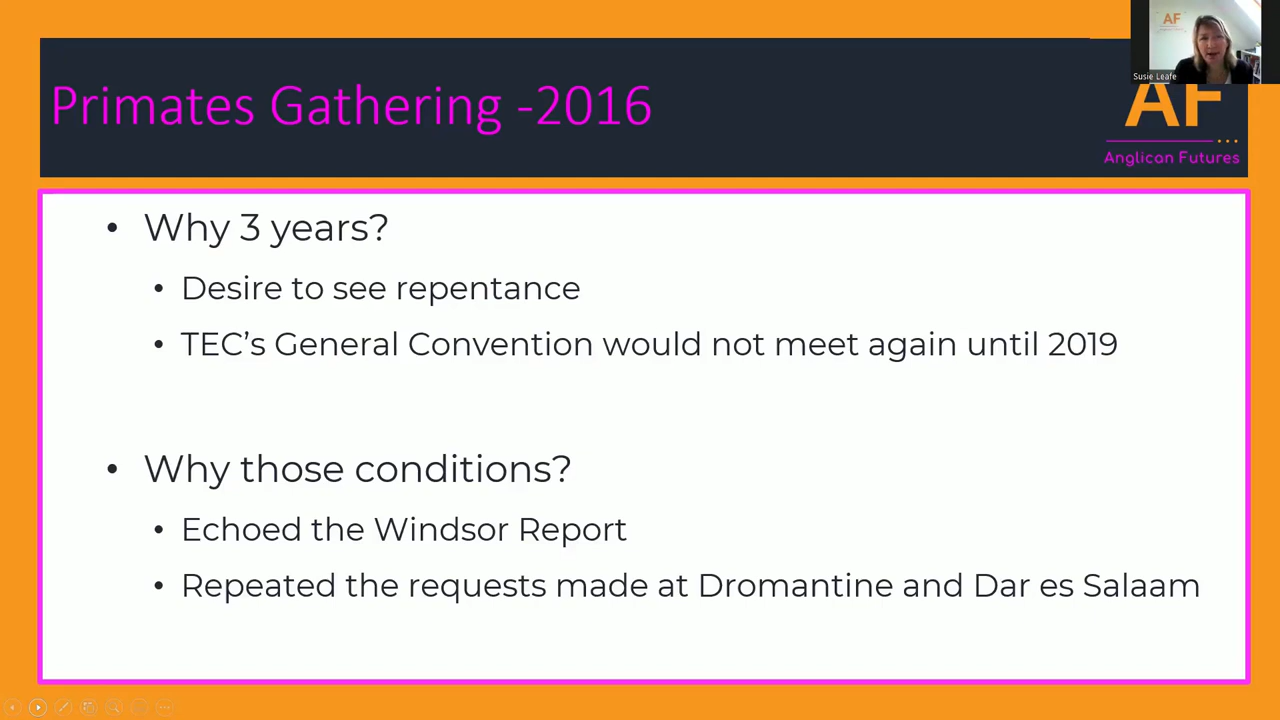 AF
Susie Leafe
Primates Gathering -2016
AF
Anglican Futures
• Why 3 years?
• Desire to see repentance
• TEC’s General Convention would not meet again until 2019
• Why those conditions?
• Echoed the Windsor Report
• Repeated the requests made at Dromantine and Dar es Salaam